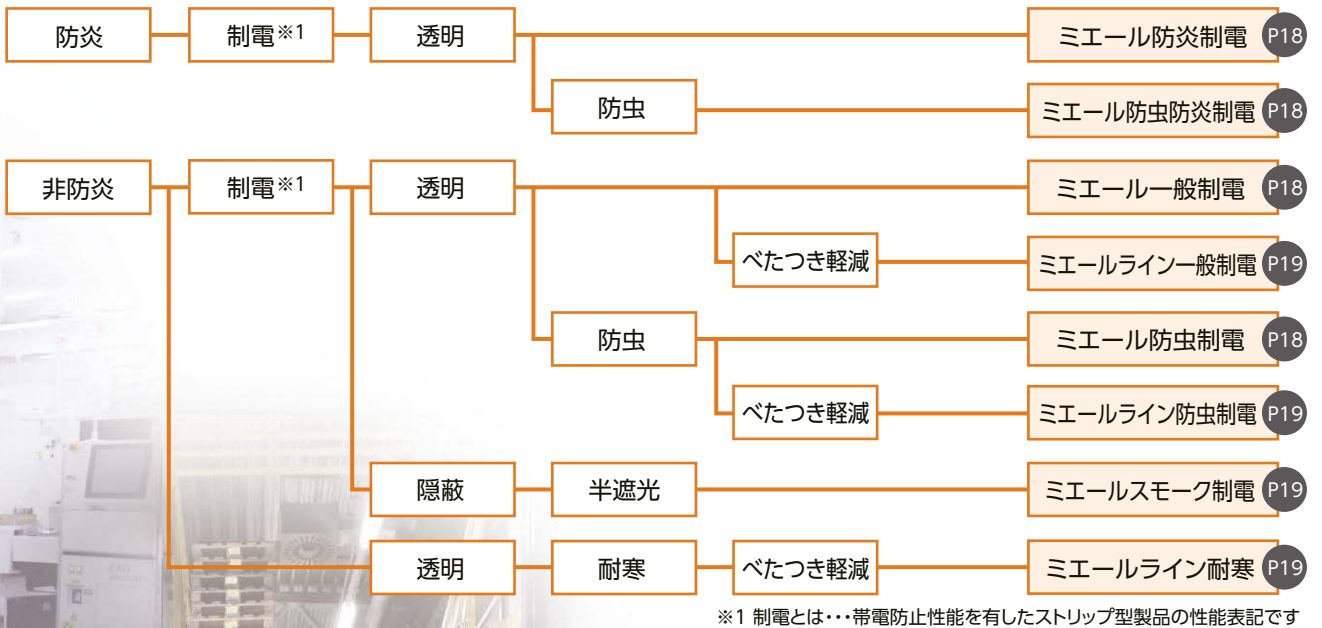 防炎 制電※1 透明 ミエール防炎制電 P18
防虫 ミエール防虫防炎制電 P18
非防炎 制電※1 透明 ミエール一般制電 P18
べたつき軽減 ミエールライン一般制電 P19
防虫 ミエール防虫制電 P18
べたつき軽減 ミエールライン防虫制電 P19
隠蔽 半遮光 ミエールスモーク制電 P19
透明 耐寒 べたつき軽減 ミエールライン耐寒 P19
※1 制電とは・・・帯電防止性能を有したストリップ型製品の性能表記です